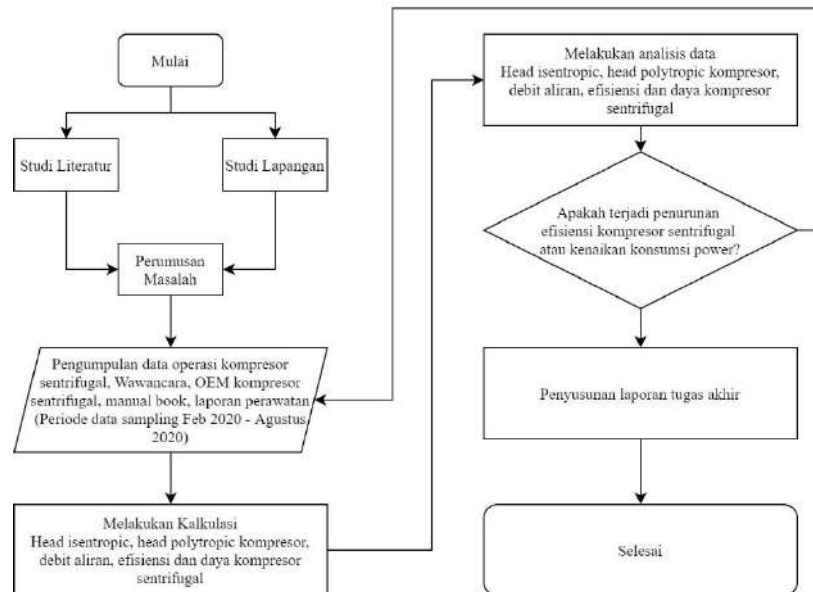 Mulai
Studi Literatur
Studi Lapangan
Perumusan
Masalah
Pengumpulan data operasi kompresor
sentrifugal, Wawancara, OEM kompresor
sentrifugal, manual book, laporan perawatan
(Periode data sampling Feb 2020 - Agustus
2020)
Melakukan Kalkulasi
Head isentropic, head polytropic kompresor,
debit aliran, efisiensi dan daya kompresor
sentrifugal
Melakukan analisis data
Head isentropic, head polytropic kompresor,
debit aliran, efisiensi dan daya kompresor
sentrifugal
Apakah terjadi penurunan
efisiensi kompresor sentrifugal
atau kenaikan konsumsi power?
Penyusunan laporan tugas akhir
Selesai